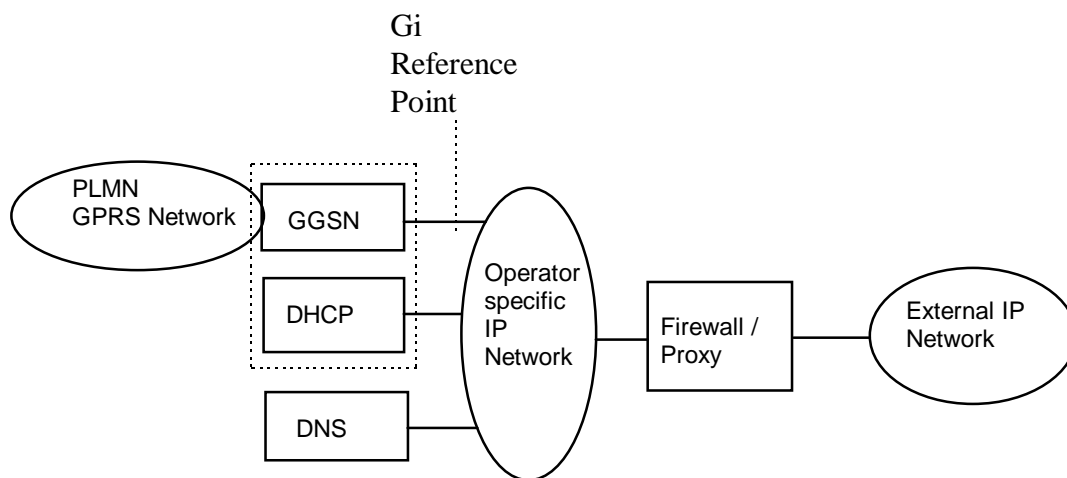 Gi
Reference
Point
PLMN
GPRS Network
GGSN
DHCP
DNS
Operator
specific
IP
Network
Firewall /
Proxy
External IP
Network